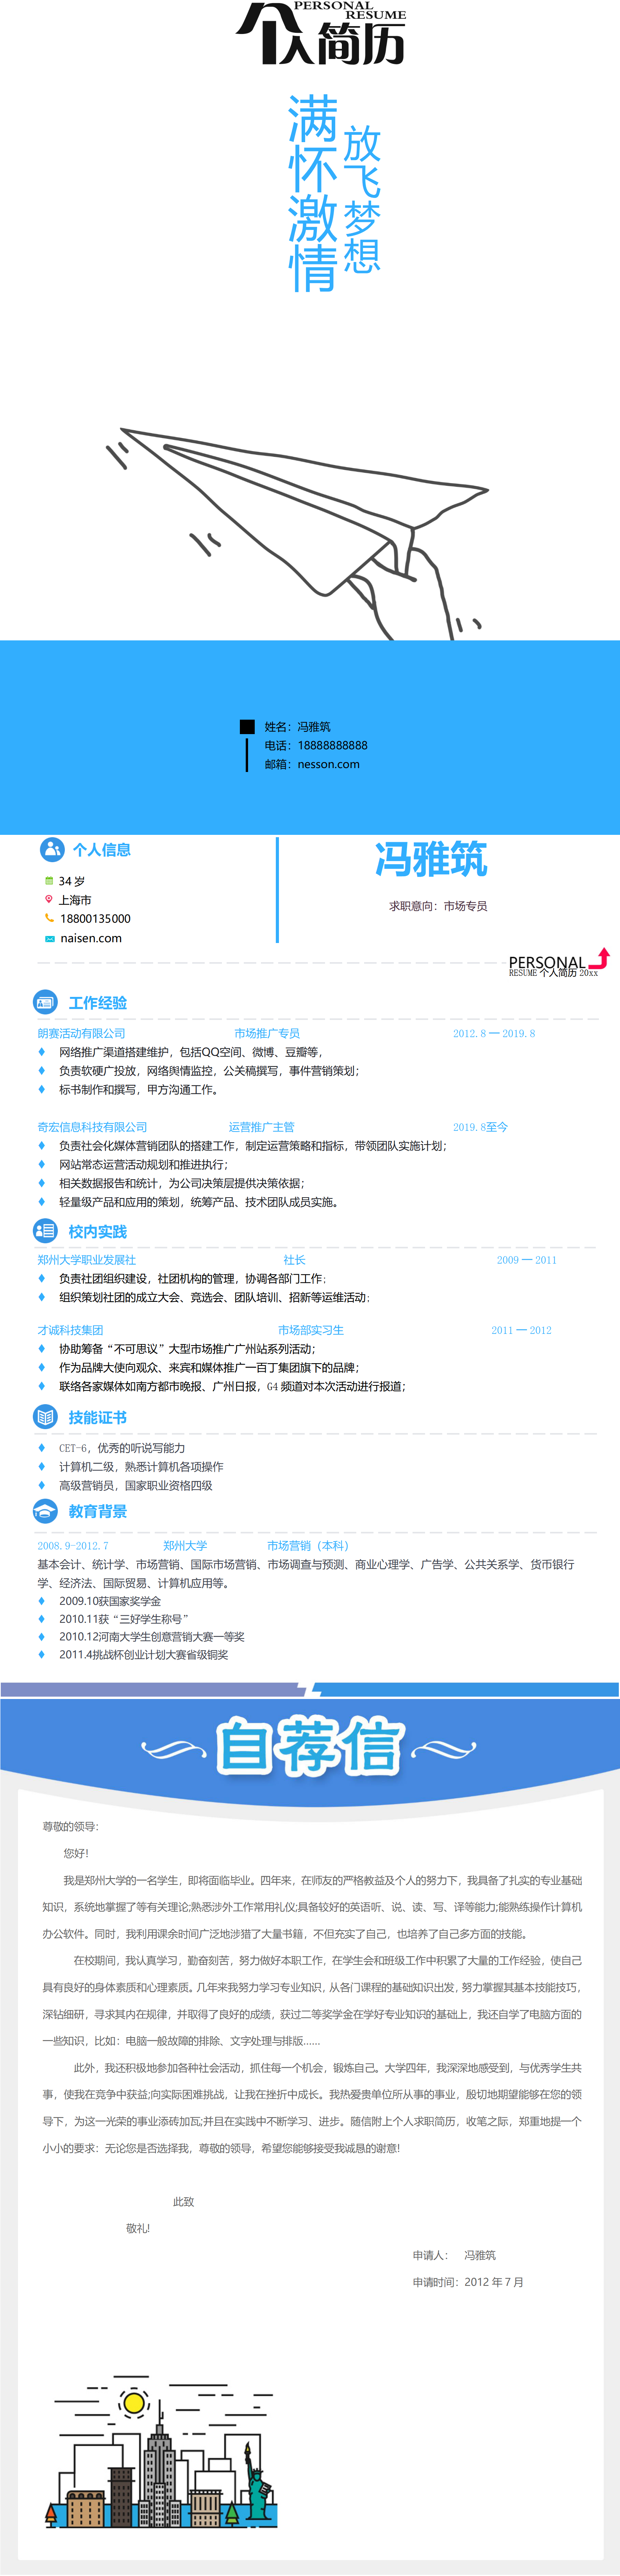 PERSONAL
RESUME
个人简历
满怀激情
放飞梦想
姓名：冯雅筑
电话：18888888888
邮箱：nesson.com
个人信息
34 岁
上海市
18800135000
naisen.com
冯雅筑
求职意向：市场专员
PERSONAL
RESUME 个人简历 20xx
工作经验
朗赛活动有限公司 市场推广专员 2012.8 一 2019.8
网络推广渠道搭建维护，包括QQ空间、微博、豆瓣等，
负责软硬广投放，网络舆情监控，公关稿撰写，事件营销策划；
标书制作和撰写，甲方沟通工作。
奇宏信息科技有限公司 运营推广主管 2019.8至今
负责社会化媒体营销团队的搭建工作，制定运营策略和指标，带领团队实施计划；
网站常态运营活动规划和推进执行；
相关数据报告和统计，为公司决策层提供决策依据；
轻量级产品和应用的策划，统筹产品、技术团队成员实施。
校内实践
郑州大学职业发展社 社长 2009 一 2011
负责社团组织建设，社团机构的管理，协调各部门工作；
组织策划社团的成立大会、竞选会、团队培训、招新等运维活动；
才诚科技集团 市场部实习生 2011 一 2012
协助筹备“不可思议”大型市场推广广州站系列活动；
作为品牌大使向观众、来宾和媒体推广一百丁集团旗下的品牌；
联络各家媒体如南方都市晚报、广州日报，G4 频道对本次活动进行报道；
技能证书
CET-6，优秀的听说写能力
计算机二级，熟悉计算机各项操作
高级营销员，国家职业资格四级
教育背景
2008.9-2012.7 郑州大学 市场营销（本科）
基本会计、统计学、市场营销、国际市场营销、市场调查与预测、商业心理学、广告学、公共关系学、货币银行
学、经济法、国际贸易、计算机应用等。
2009.10获国家奖学金
2010.11获“三好学生称号”
2010.12河南大学生创意营销大赛一等奖
2011.4挑战杯创业计划大赛省级铜奖
自荐信
尊敬的领导：
您好！
我是郑州大学的一名学生，即将面临毕业。四年来，在师友的严格教益及个人的努力下，我具备了扎实的专业基础
知识，系统地掌握了等有关理论;熟悉涉外工作常用礼仪;具备较好的英语听、说、读、写、译等能力;能熟练操作计算机
办公软件。同时，我利用课余时间广泛地涉猎了大量书籍，不但充实了自己，也培养了自己多方面的技能。
在校期间，我认真学习，勤奋刻苦，努力做好本职工作，在学生会和班级工作中积累了大量的工作经验，使自己
具有良好的身体素质和心理素质。几年来我努力学习专业知识，从各门课程的基础知识出发，努力掌握其基本技能技巧，
深钻细研，寻求其内在规律，并取得了良好的成绩，获过二等奖学金在学好专业知识的基础上，我还自学了电脑方面的
一些知识，比如：电脑一般故障的排除、文字处理与排版......
此外，我还积极地参加各种社会活动，抓住每一个机会，锻炼自己。大学四年，我深深地感受到，与优秀学生共
事，使我在竞争中获益;向实际困难挑战，让我在挫折中成长。我热爱贵单位所从事的事业，殷切地期望能够在您的领
导下，为这一光荣的事业添砖加瓦;并且在实践中不断学习、进步。随信附上个人求职简历，收笔之际，郑重地提一个
小小的要求：无论您是否选择我，尊敬的领导，希望您能够接受我诚恳的谢意!
此致
敬礼!
申请人： 冯雅筑
申请时间：2012 年 7 月